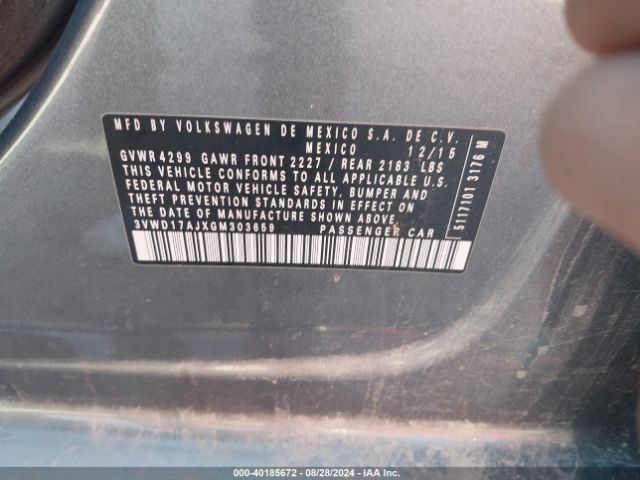 MFD BY VOLKSWAGEN DE MEXICO S.A. DE C.V.
MEXICO 12/15
GVWR 4299 GAWR FRONT 2227 / REAR 2183 LBS
THIS VEHICLE CONFORMS TO ALL APPLICABLE U.S.
FEDERAL MOTOR VEHICLE SAFETY, BUMPER AND
THEFT PREVENTION STANDARDS IN EFFECT ON
THE DATE OF MANUFACTURE SHOWN ABOVE.
3VWD17AJXGM303659 PASSENGER CAR
5117101 3176 M
000-40185672 / 08/28/2024 - IAA Inc.